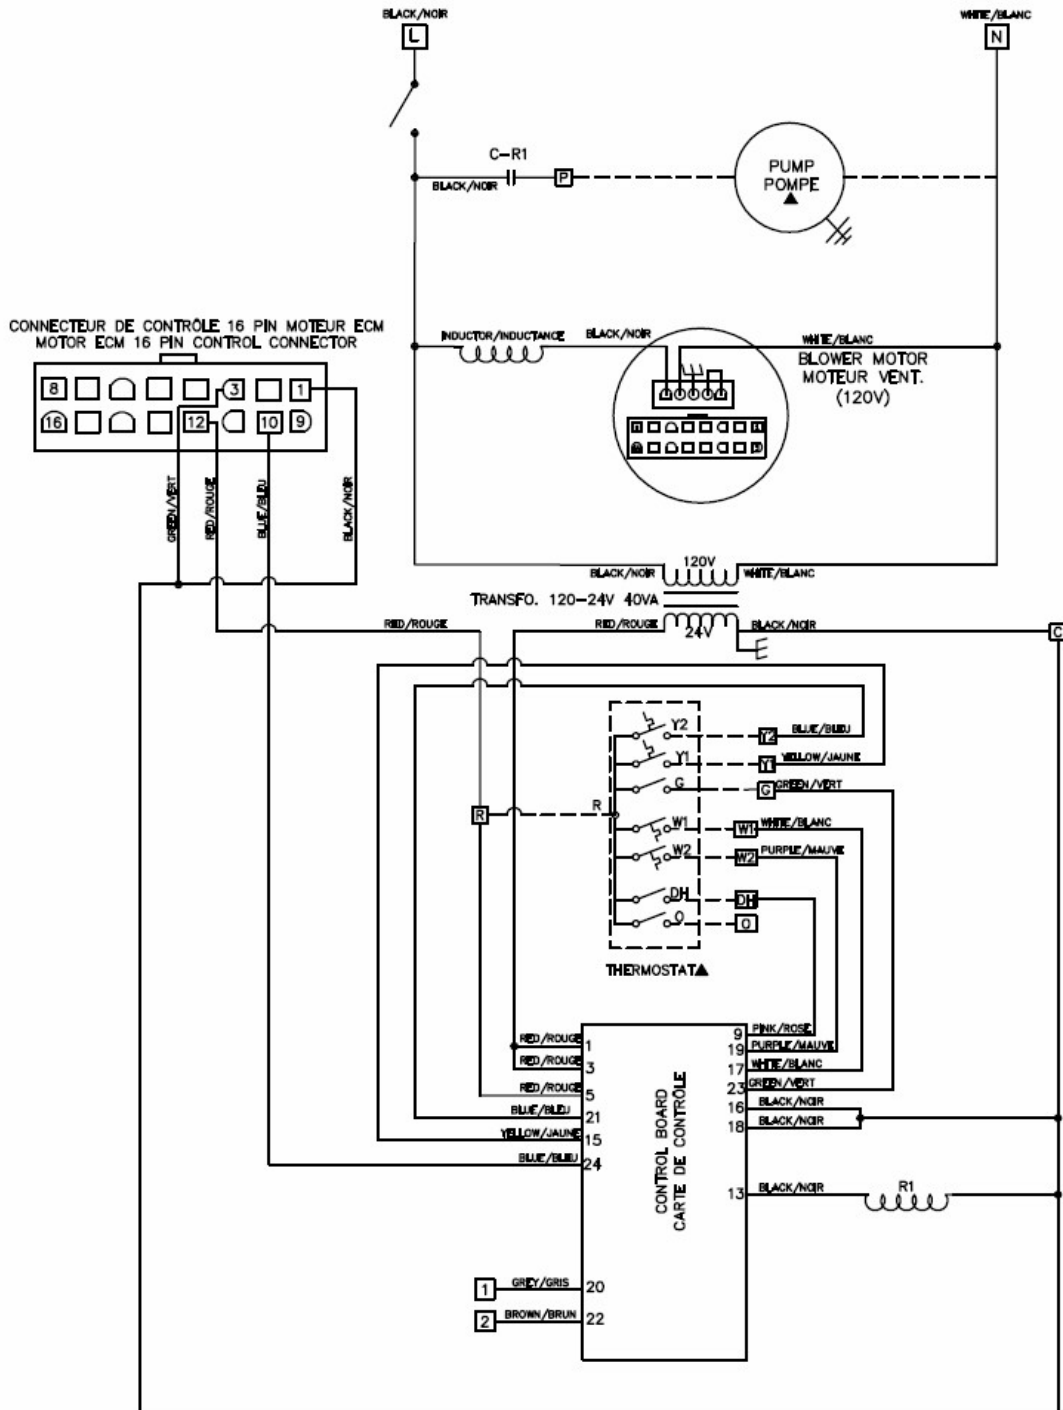 BLACK/NOIR
WHITE/BLANC
L
N
C-R1
BLACK/NOIR
P
PUMP
POMPE
CONNECTEUR DE CONTRÔLE 16 PIN MOTEUR ECM
MOTOR ECM 16 PIN CONTROL CONNECTOR
INDUCTOR/INDUCTANCE
BLACK/NOIR
WHITE/BLANC
BLOWER MOTOR
MOTEUR VENT.
(120V)
8
3
1
16
12
10
9
GREEN/VERT
RED/ROUGE
BLUE/BLEU
BLACK/NOIR
120V
BLACK/NOIR
WHITE/BLANC
TRANSFO. 120-24V 40VA
RED/ROUGE
RED/ROUGE
24V
BLACK/NOIR
C
Y2
Y2
BLUE/BLEU
Y1
Y1
YELLOW/JAUNE
G
G
GREEN/VERT
R
R
W1
W1
WHITE/BLANC
W2
W2
PURPLE/MAUVE
DH
DH
O
O
THERMOSTAT
RED/ROUGE
1
RED/ROUGE
3
RED/ROUGE
5
BLUE/BLEU
21
YELLOW/JAUNE
15
BLUE/BLEU
24
CONTROL BOARD
CARTE DE CONTRÔLE
9
PINK/ROSE
19
PURPLE/MAUVE
17
WHITE/BLANC
23
GREEN/VERT
16
BLACK/NOIR
18
BLACK/NOIR
13
BLACK/NOIR
R1
1
GREY/GRIS
20
2
BROWN/BRUN
22